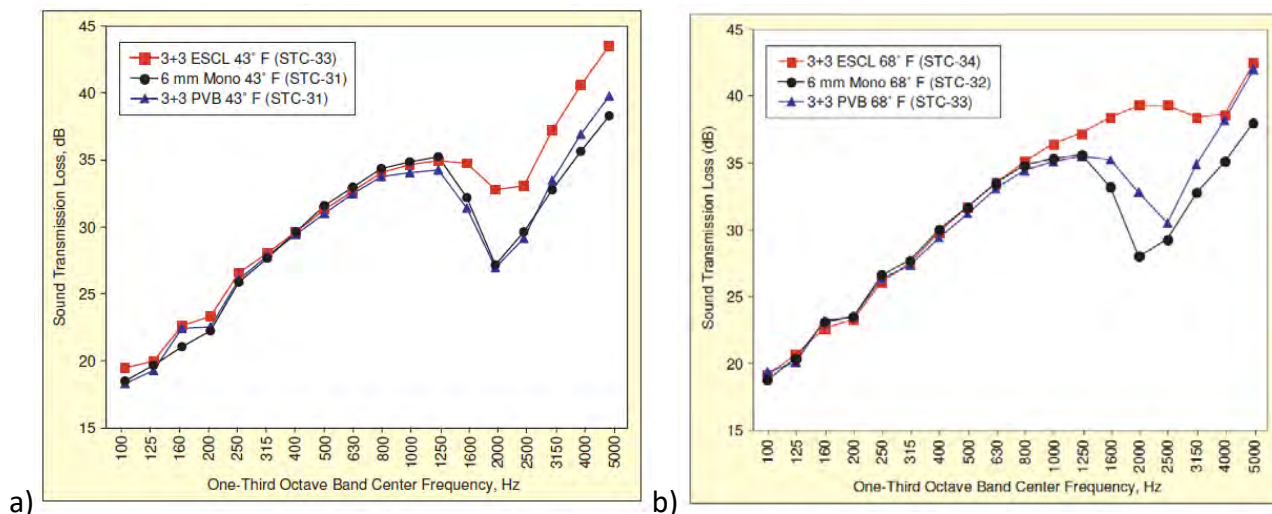 45
40
35
30
25
20
15
Sound Transmission Loss, dB
3+3 ESCL 43˚ F (STC-33)
6 mm Mono 43˚ F (STC-31)
3+3 PVB 43˚ F (STC-31)
100 125 160 200 250 315 400 500 630 800 1000 1250 1600 2000 2500 3150 4000 5000
One-Third Octave Band Center Frequency, Hz
a)
45
40
35
30
25
20
15
Sound Transmission Loss (dB)
3+3 ESCL 68˚ F (STC-34)
6 mm Mono 68˚ F (STC-32)
3+3 PVB 68˚ F (STC-33)
100 125 160 200 250 315 400 500 630 800 1000 1250 1600 2000 2500 3150 4000 5000
One-Third Octave Band Center Frequency, Hz
b)